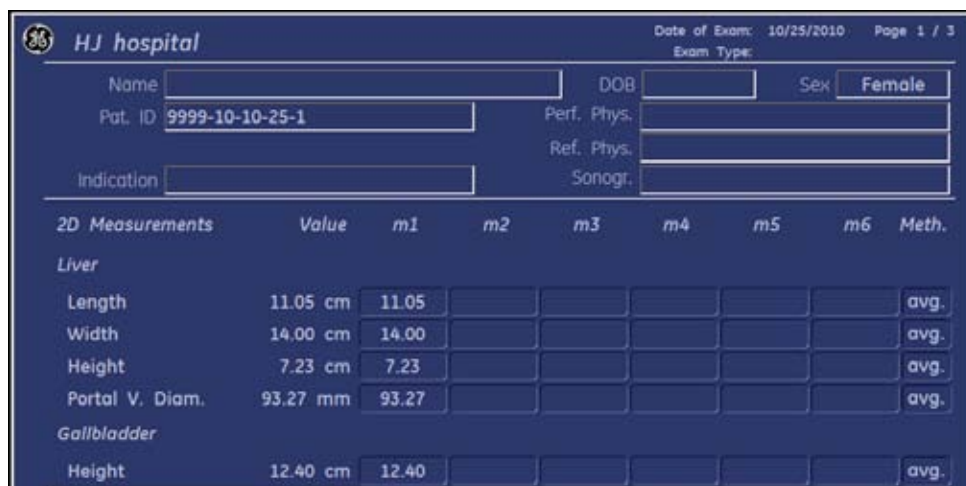 HJ hospital Date of Exam: 10/25/2010 Page 1 / 3
Exam Type:
Name DOB Sex Female
Pat. ID 9999-10-10-25-1 Perf. Phys.
Ref. Phys.
Indication Sonogr.
2D Measurements Value m1 m2 m3 m4 m5 m6 Meth.
Liver
Length 11.05 cm 11.05 avg.
Width 14.00 cm 14.00 avg.
Height 7.23 cm 7.23 avg.
Portal V. Diam. 93.27 mm 93.27 avg.
Gallbladder
Height 12.40 cm 12.40 avg.